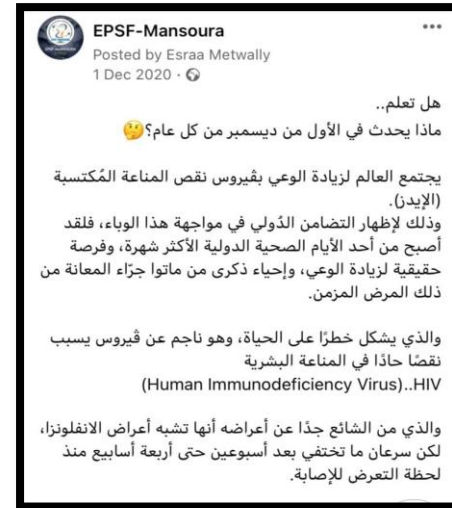 EPSF-Mansoura
Posted by Esraa Metwally
1 Dec 2020 ·
هل تعلم..
ماذا يحدث في الأول من ديسمبر من كل عام؟🤔
يجتمع العالم لزيادة الوعي بڤيروس نقص المناعة المُكتسبة
(الإيدز).
وذلك لإظهار التضامن الدُولي في مواجهة هذا الوباء، فلقد
أصبح من أحد الأيام الصحية الدولية الأكثر شهرة، وفرصة
حقيقية لزيادة الوعي، وإحياء ذكرى من ماتوا جرّاء المعانة من
ذلك المرض المزمن.
والذي يشكل خطرًا على الحياة، وهو ناجم عن ڤيروس يسبب
نقصًا حادًا في المناعة البشرية
(Human Immunodeficiency Virus)..HIV
والذي من الشائع جدًا عن أعراضه أنها تشبه أعراض الانفلونزا،
لكن سرعان ما تختفي بعد أسبوعين حتى أربعة أسابيع منذ
لحظة التعرض للإصابة.